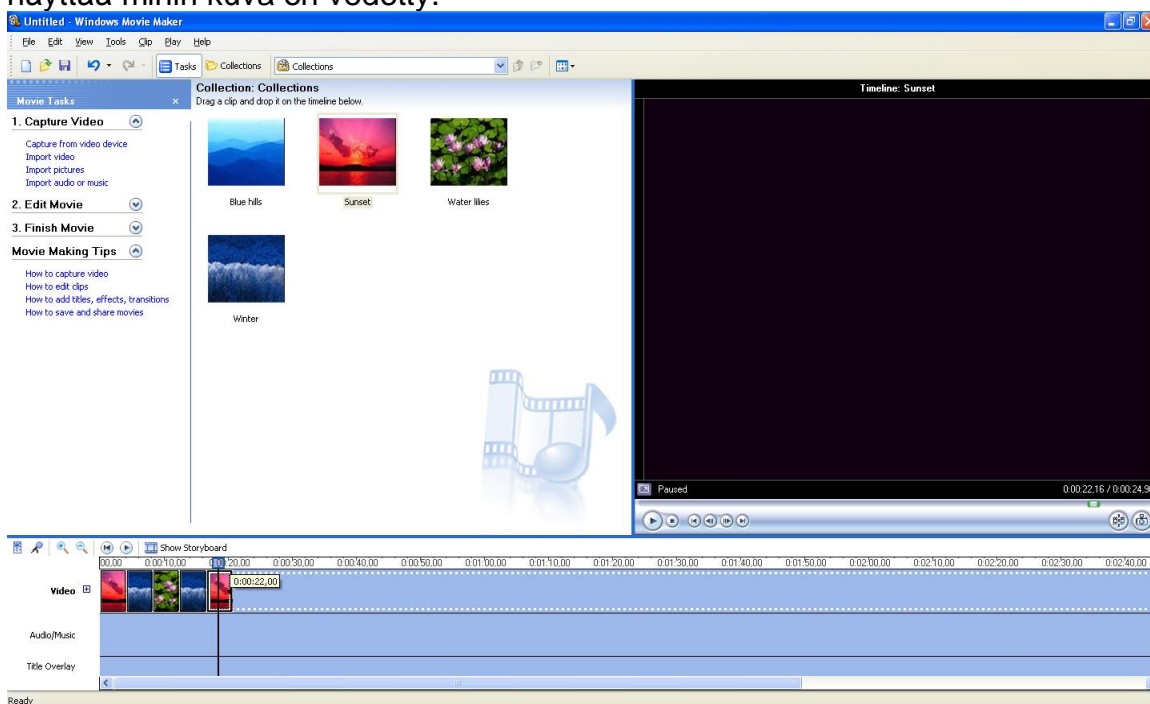 näyttää mihin kuva on vedetty.
Untitled - Windows Movie Maker
File Edit View Tools Clip Play Help
Tasks Collections Collections
Movie Tasks
1. Capture Video
Capture from video device
Import video
Import pictures
Import audio or music
2. Edit Movie
3. Finish Movie
Movie Making Tips
How to capture video
How to edit clips
How to add titles, effects, transitions
How to save and share movies
Collection: Collections
Drag a clip and drop it on the timeline below.
Blue hills Sunset Water lilies
Winter
Timeline: Sunset
Paused 0:00:22,16 / 0:00:24,9
Show Storyboard
00,00 0:00:10,00 0:00:20,00 0:00:30,00 0:00:40,00 0:00:50,00 0:01:00,00 0:01:10,00 0:01:20,00 0:01:30,00 0:01:40,00 0:01:50,00 0:02:00,00 0:02:10,00 0:02:20,00 0:02:30,00 0:02:40,00
0:00:22,00
Video
Audio/Music
Title Overlay
Ready